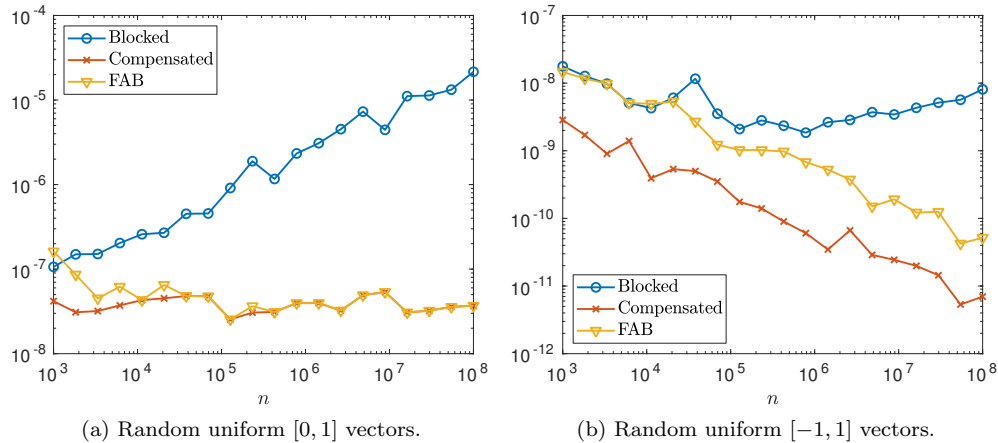 10^-4
10^-5
10^-6
10^-7
10^-8
Blocked
Compensated
FAB
10^3 10^4 10^5 10^6 10^7 10^8
n
(a) Random uniform [0, 1] vectors.
10^-7
10^-8
10^-9
10^-10
10^-11
10^-12
Blocked
Compensated
FAB
10^3 10^4 10^5 10^6 10^7 10^8
n
(b) Random uniform [−1, 1] vectors.